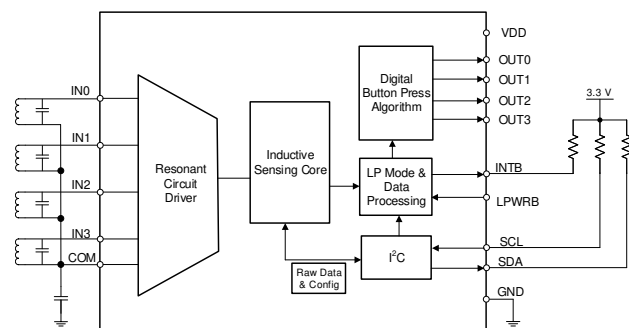 VDD
OUT0
OUT1
OUT2
OUT3
Digital
Button Press
Algorithm
3.3 V
IN0
IN1
IN2
IN3
COM
Resonant
Circuit
Driver
Inductive
Sensing Core
LP Mode &
Data
Processing
INTB
LPWRB
I²C
SCL
SDA
Raw Data
& Config
GND